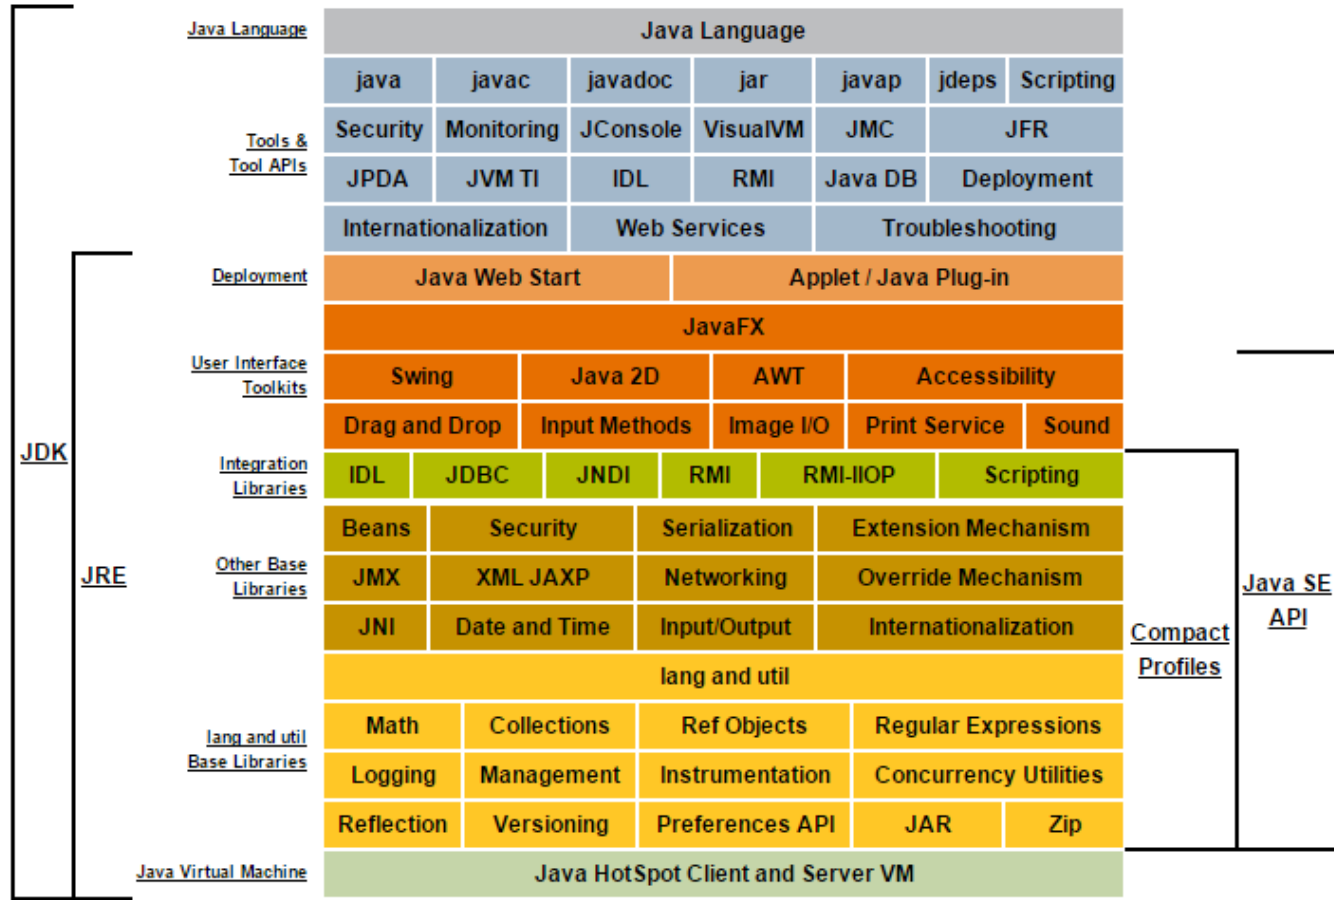 Java Language
Java Language
java javac javadoc jar javap jdeps Scripting
Tools &
Tool APIs
Security Monitoring JConsole VisualVM JMC JFR
JPDA JVM TI IDL RMI Java DB Deployment
Internationalization Web Services Troubleshooting
Deployment
Java Web Start Applet / Java Plug-in
JavaFX
User Interface
Toolkits
Swing Java 2D AWT Accessibility
Drag and Drop Input Methods Image I/O Print Service Sound
JDK
Integration
Libraries
IDL JDBC JNDI RMI RMI-IIOP Scripting
Beans Security Serialization Extension Mechanism
JRE
Other Base
Libraries
JMX XML JAXP Networking Override Mechanism
Java SE
API
JNI Date and Time Input/Output Internationalization
Compact
Profiles
lang and util
lang and util
Base Libraries
Math Collections Ref Objects Regular Expressions
Logging Management Instrumentation Concurrency Utilities
Reflection Versioning Preferences API JAR Zip
Java Virtual Machine
Java HotSpot Client and Server VM